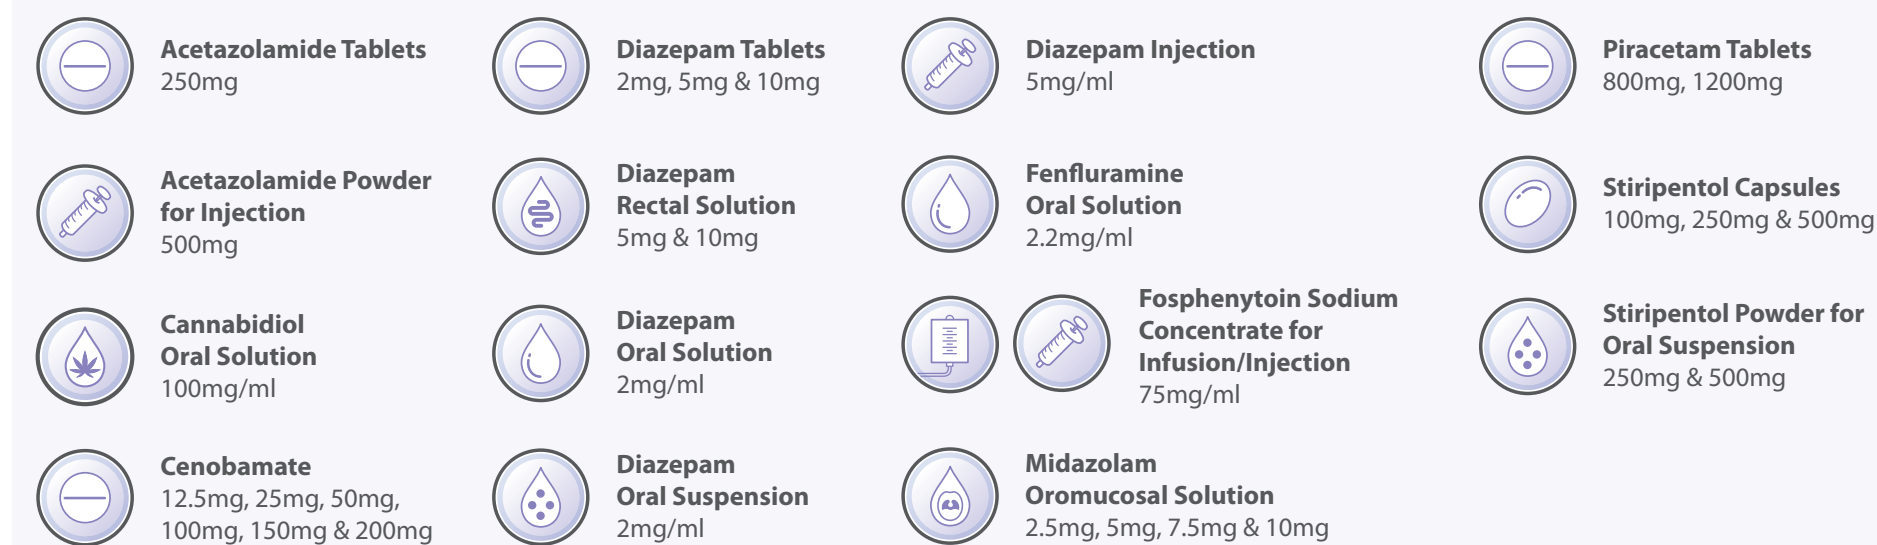 Acetazolamide Tablets
250mg
Acetazolamide Powder
for Injection
500mg
Cannabidiol
Oral Solution
100mg/ml
Cenobamate
12.5mg, 25mg, 50mg,
100mg, 150mg & 200mg
Diazepam Tablets
2mg, 5mg & 10mg
Diazepam
Rectal Solution
5mg & 10mg
Diazepam
Oral Solution
2mg/ml
Diazepam
Oral Suspension
2mg/ml
Diazepam Injection
5mg/ml
Fenfluramine
Oral Solution
2.2mg/ml
Fosphenytoin Sodium
Concentrate for
Infusion/Injection
75mg/ml
Midazolam
Oromucosal Solution
2.5mg, 5mg, 7.5mg & 10mg
Piracetam Tablets
800mg, 1200mg
Stiripentol Capsules
100mg, 250mg & 500mg
Stiripentol Powder for
Oral Suspension
250mg & 500mg